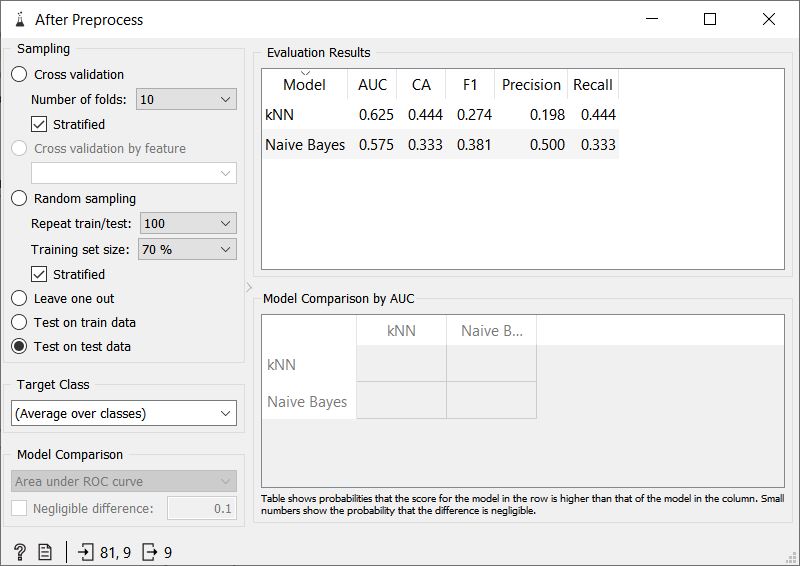 After Preprocess
Sampling
Cross validation
Number of folds: 10
Stratified
Cross validation by feature
Random sampling
Repeat train/test: 100
Training set size: 70 %
Stratified
Leave one out
Test on train data
Test on test data
Target Class
(Average over classes)
Model Comparison
Area under ROC curve
Negligible difference: 0.1
? 81, 9 9
Evaluation Results
Model AUC CA F1 Precision Recall
kNN 0.625 0.444 0.274 0.198 0.444
Naive Bayes 0.575 0.333 0.381 0.500 0.333
Model Comparison by AUC
kNN Naive B...
kNN
Naive Bayes
Table shows probabilities that the score for the model in the row is higher than that of the model in the column. Small
numbers show the probability that the difference is negligible.